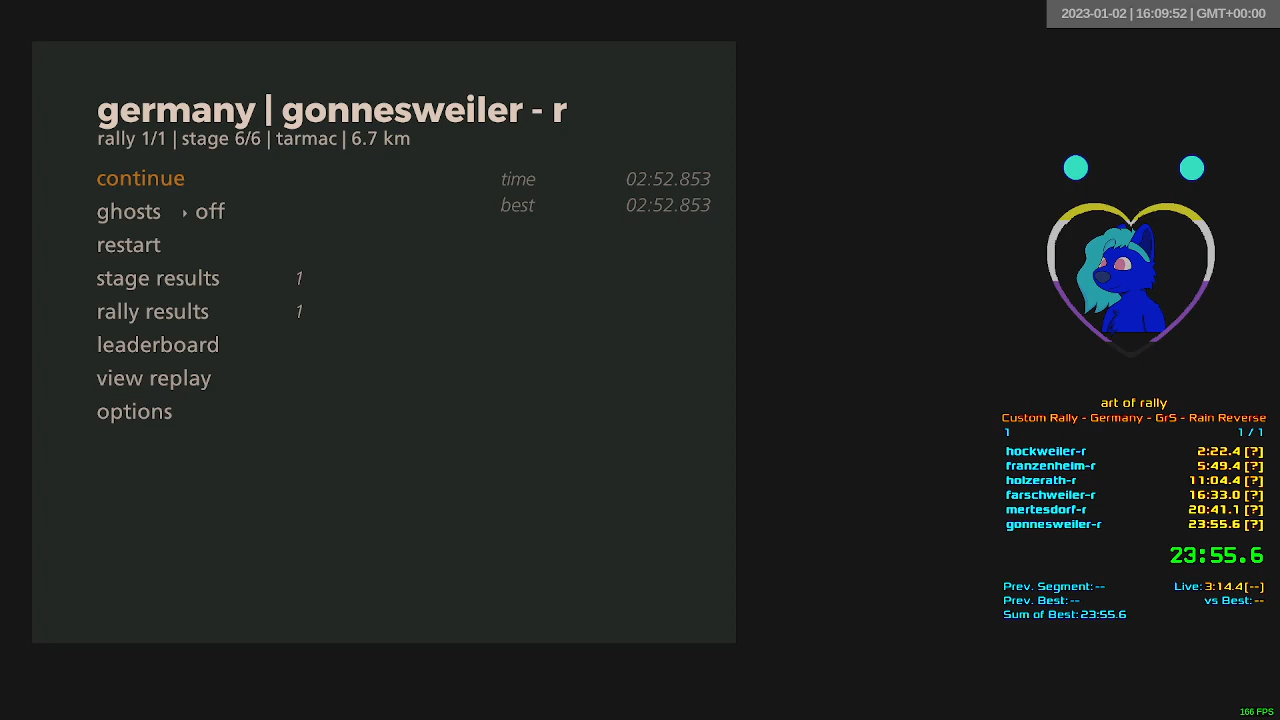 2023-01-02 | 16:09:52 | GMT+00:00
germany | gonnesweiler - r
rally 1/1 | stage 6/6 | tarmac | 6.7 km
continue
time 02:52.853
ghosts off
best 02:52.853
restart
stage results 1
rally results 1
leaderboard
view replay
options
art of rally
Custom Rally - Germany - GrS - Rain Reverse
1 1 / 1
hockweiler-r 2:22.4 [?]
franzenheim-r 5:49.4 [?]
holzerath-r 11:04.4 [?]
farschweiler-r 16:33.0 [?]
mertesdorf-r 20:41.1 [?]
gonnesweiler-r 23:55.6 [?]
23:55.6
Prev. Segment: -- Live: 3:14.4 [--]
Prev. Best: -- vs Best: --
Sum of Best: 23:55.6
166 FPS